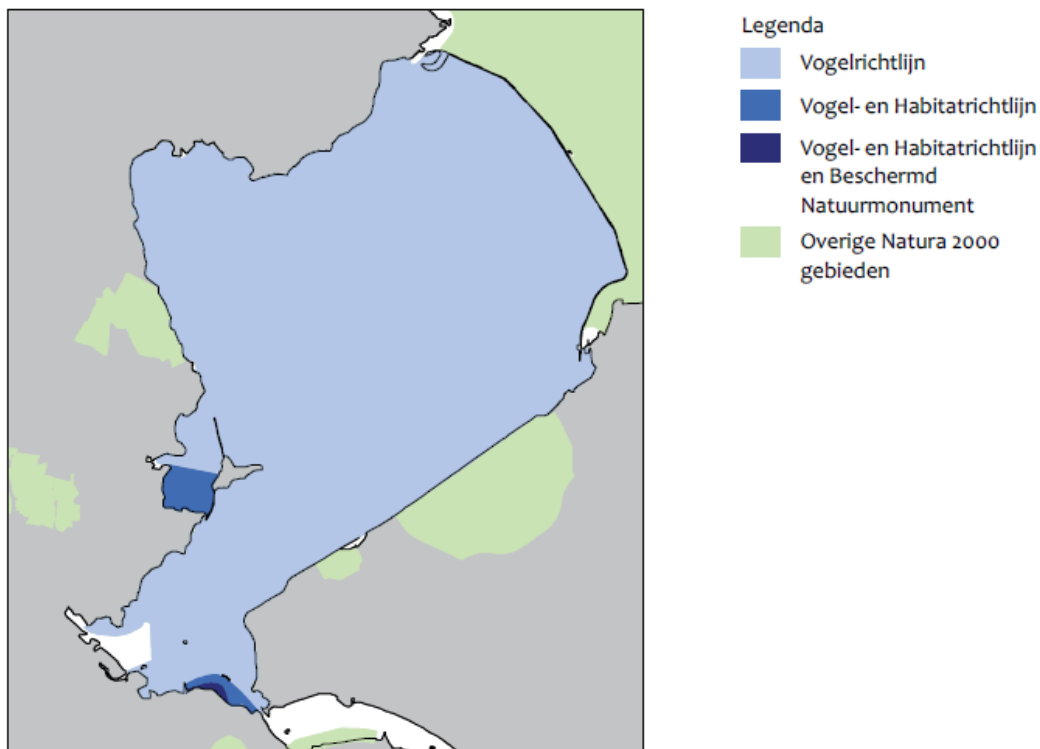 Legenda
Vogelrichtlijn
Vogel- en Habitatrichtlijn
Vogel- en Habitatrichtlijn
en Beschermd
Natuurmonument
Overige Natura 2000
gebieden